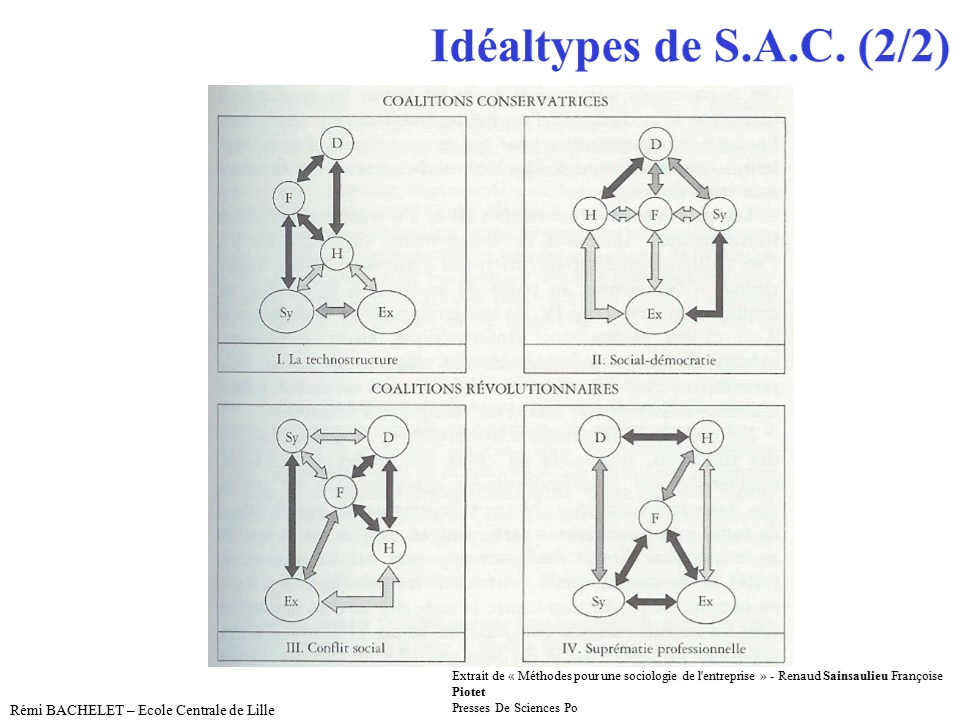 Idéaltypes de S.A.C. (2/2)
COALITIONS CONSERVATRICES
D
F
H
Sy
Ex
I. La technostructure
D
H
F
Sy
Ex
II. Social-démocratie
COALITIONS RÉVOLUTIONNAIRES
Sy
D
F
H
Ex
III. Conflit social
D
H
F
Sy
Ex
IV. Suprématie professionnelle
Extrait de « Méthodes pour une sociologie de l'entreprise » - Renaud Sainsaulieu Françoise
Piotet
Presses De Sciences Po
Rémi BACHELET – Ecole Centrale de Lille